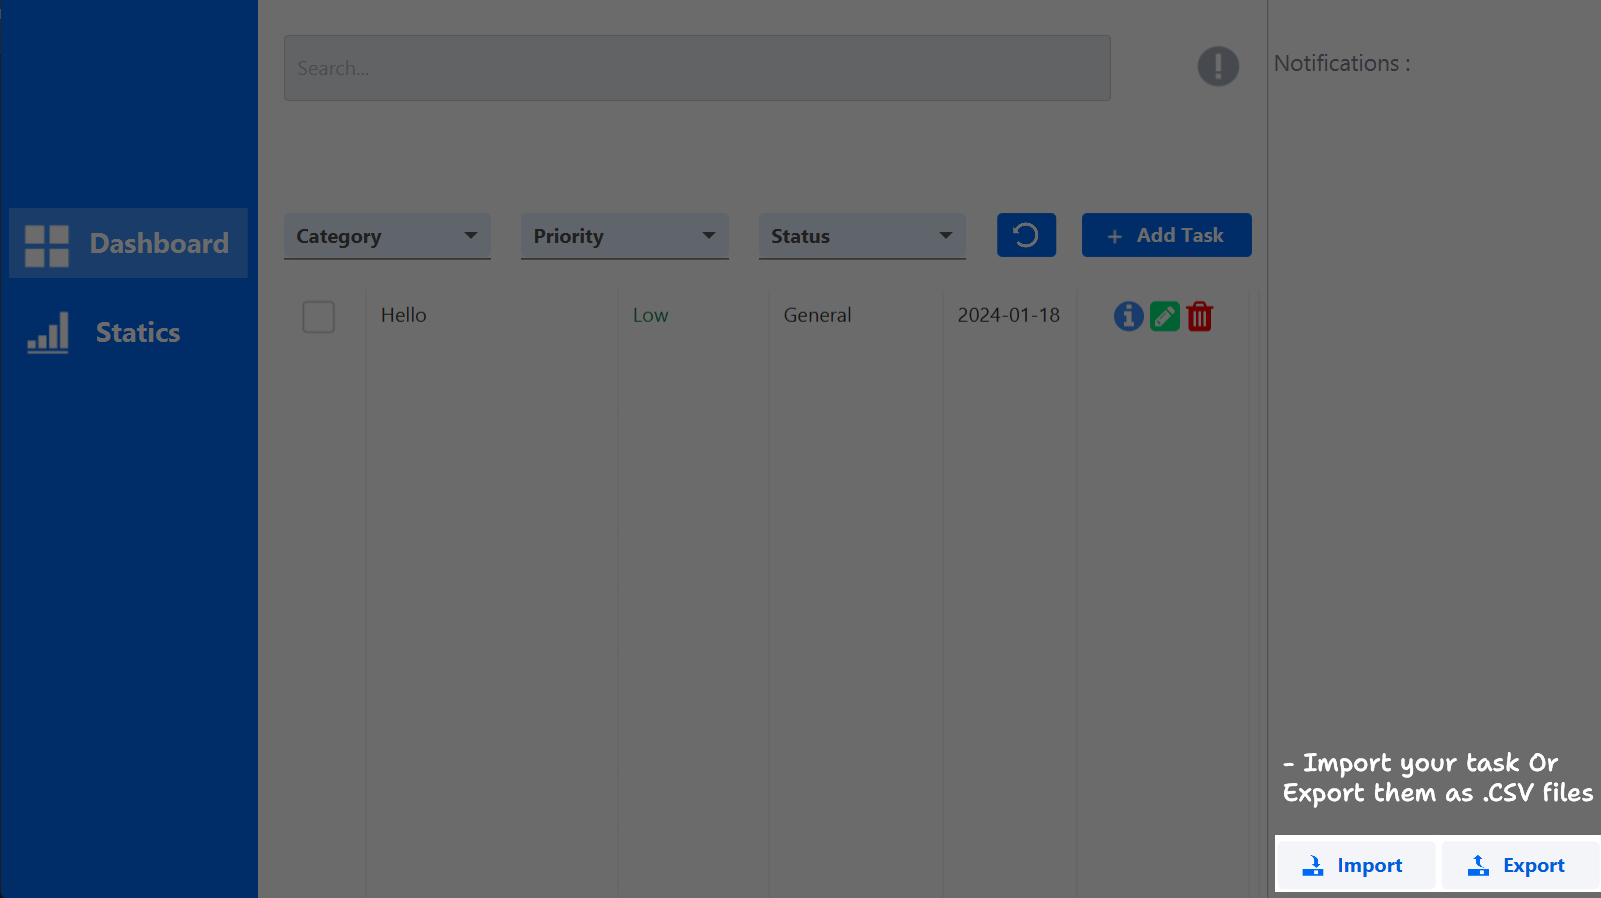 Search...
Notifications :
Dashboard
Category
Priority
Status
+ Add Task
Hello
Low
General
2024-01-18
Statics
- Import your task Or
Export them as .CSV files
Import
Export